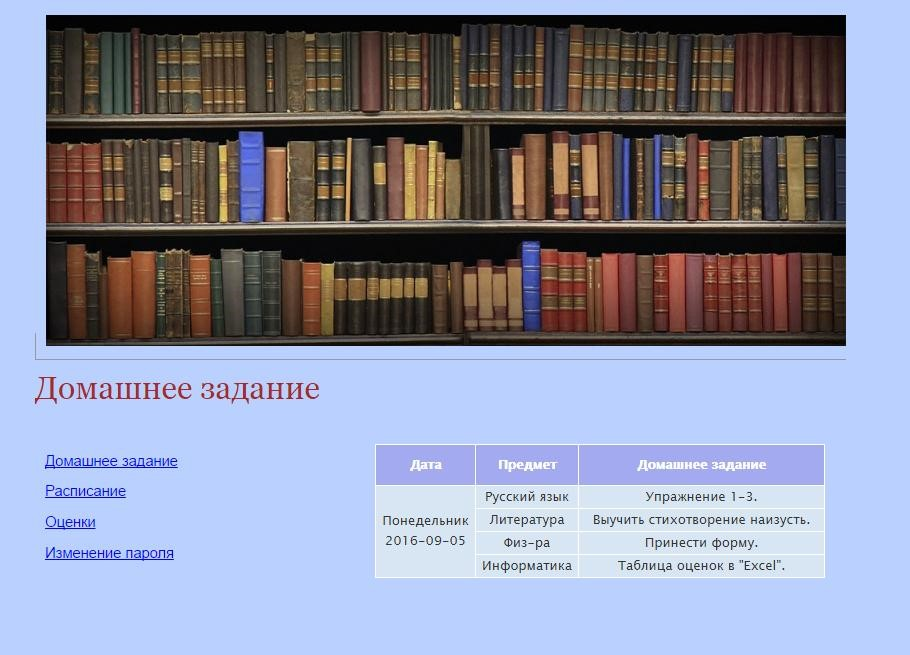 Домашнее задание
Домашнее задание
Расписание
Оценки
Изменение пароля
Дата Предмет Домашнее задание
Понедельник
2016-09-05
Русский язык Упражнение 1-3.
Литература Выучить стихотворение наизусть.
Физ-ра Принести форму.
Информатика Таблица оценок в "Excel".